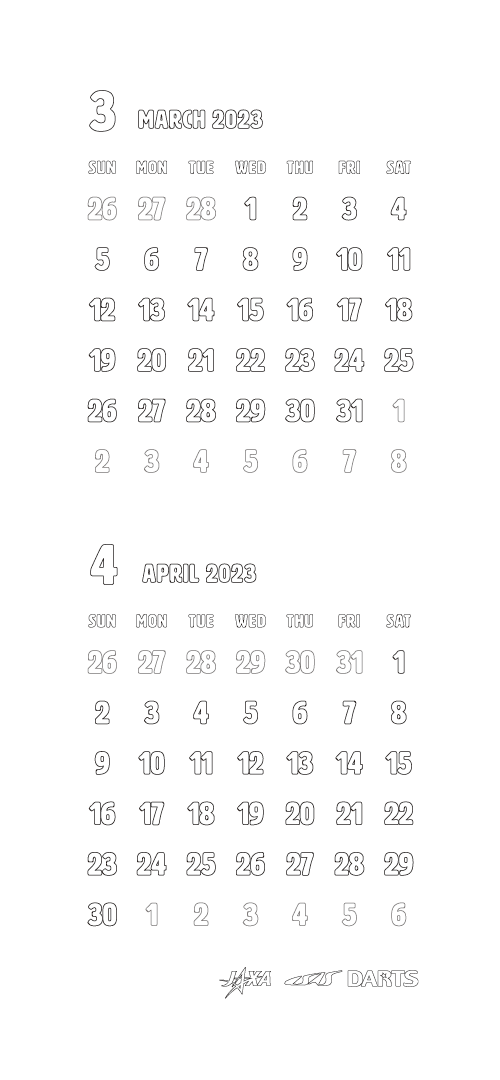 3 MARCH 2023
SUN MON TUE WED THU FRI SAT
26 27 28 1 2 3 4
5 6 7 8 9 10 11
12 13 14 15 16 17 18
19 20 21 22 23 24 25
26 27 28 29 30 31 1
2 3 4 5 6 7 8
4 APRIL 2023
SUN MON TUE WED THU FRI SAT
26 27 28 29 30 31 1
2 3 4 5 6 7 8
9 10 11 12 13 14 15
16 17 18 19 20 21 22
23 24 25 26 27 28 29
30 1 2 3 4 5 6
JAXA ISAS DARTS